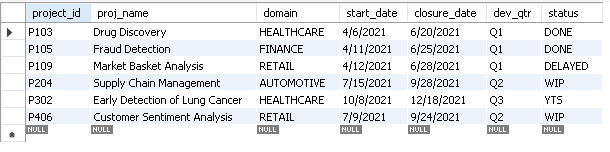 project_id proj_name domain start_date closure_date dev_qtr status
P103 Drug Discovery HEALTHCARE 4/6/2021 6/20/2021 Q1 DONE
P105 Fraud Detection FINANCE 4/11/2021 6/25/2021 Q1 DONE
P109 Market Basket Analysis RETAIL 4/12/2021 6/28/2021 Q1 DELAYED
P204 Supply Chain Management AUTOMOTIVE 7/15/2021 9/28/2021 Q2 WIP
P302 Early Detection of Lung Cancer HEALTHCARE 10/8/2021 12/18/2021 Q3 YTS
P406 Customer Sentiment Analysis RETAIL 7/9/2021 9/24/2021 Q2 WIP
NULL NULL NULL NULL NULL NULL NULL